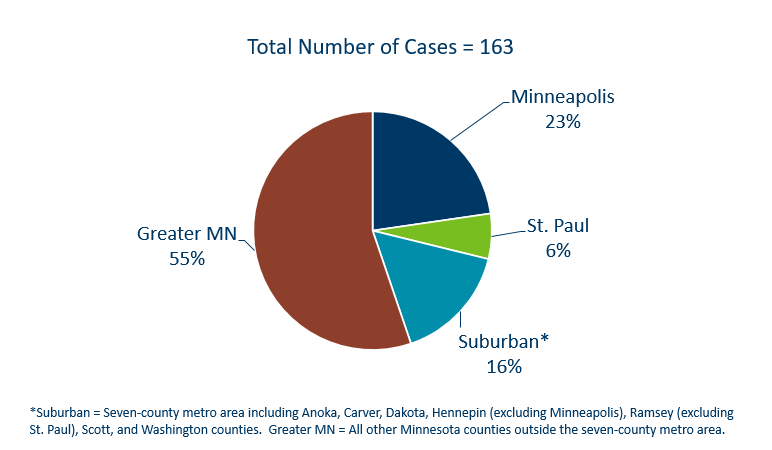 Total Number of Cases = 163
Minneapolis
23%
St. Paul
6%
Greater MN
55%
Suburban*
16%
*Suburban = Seven-county metro area including Anoka, Carver, Dakota, Hennepin (excluding Minneapolis), Ramsey (excluding
St. Paul), Scott, and Washington counties.  Greater MN = All other Minnesota counties outside the seven-county metro area.